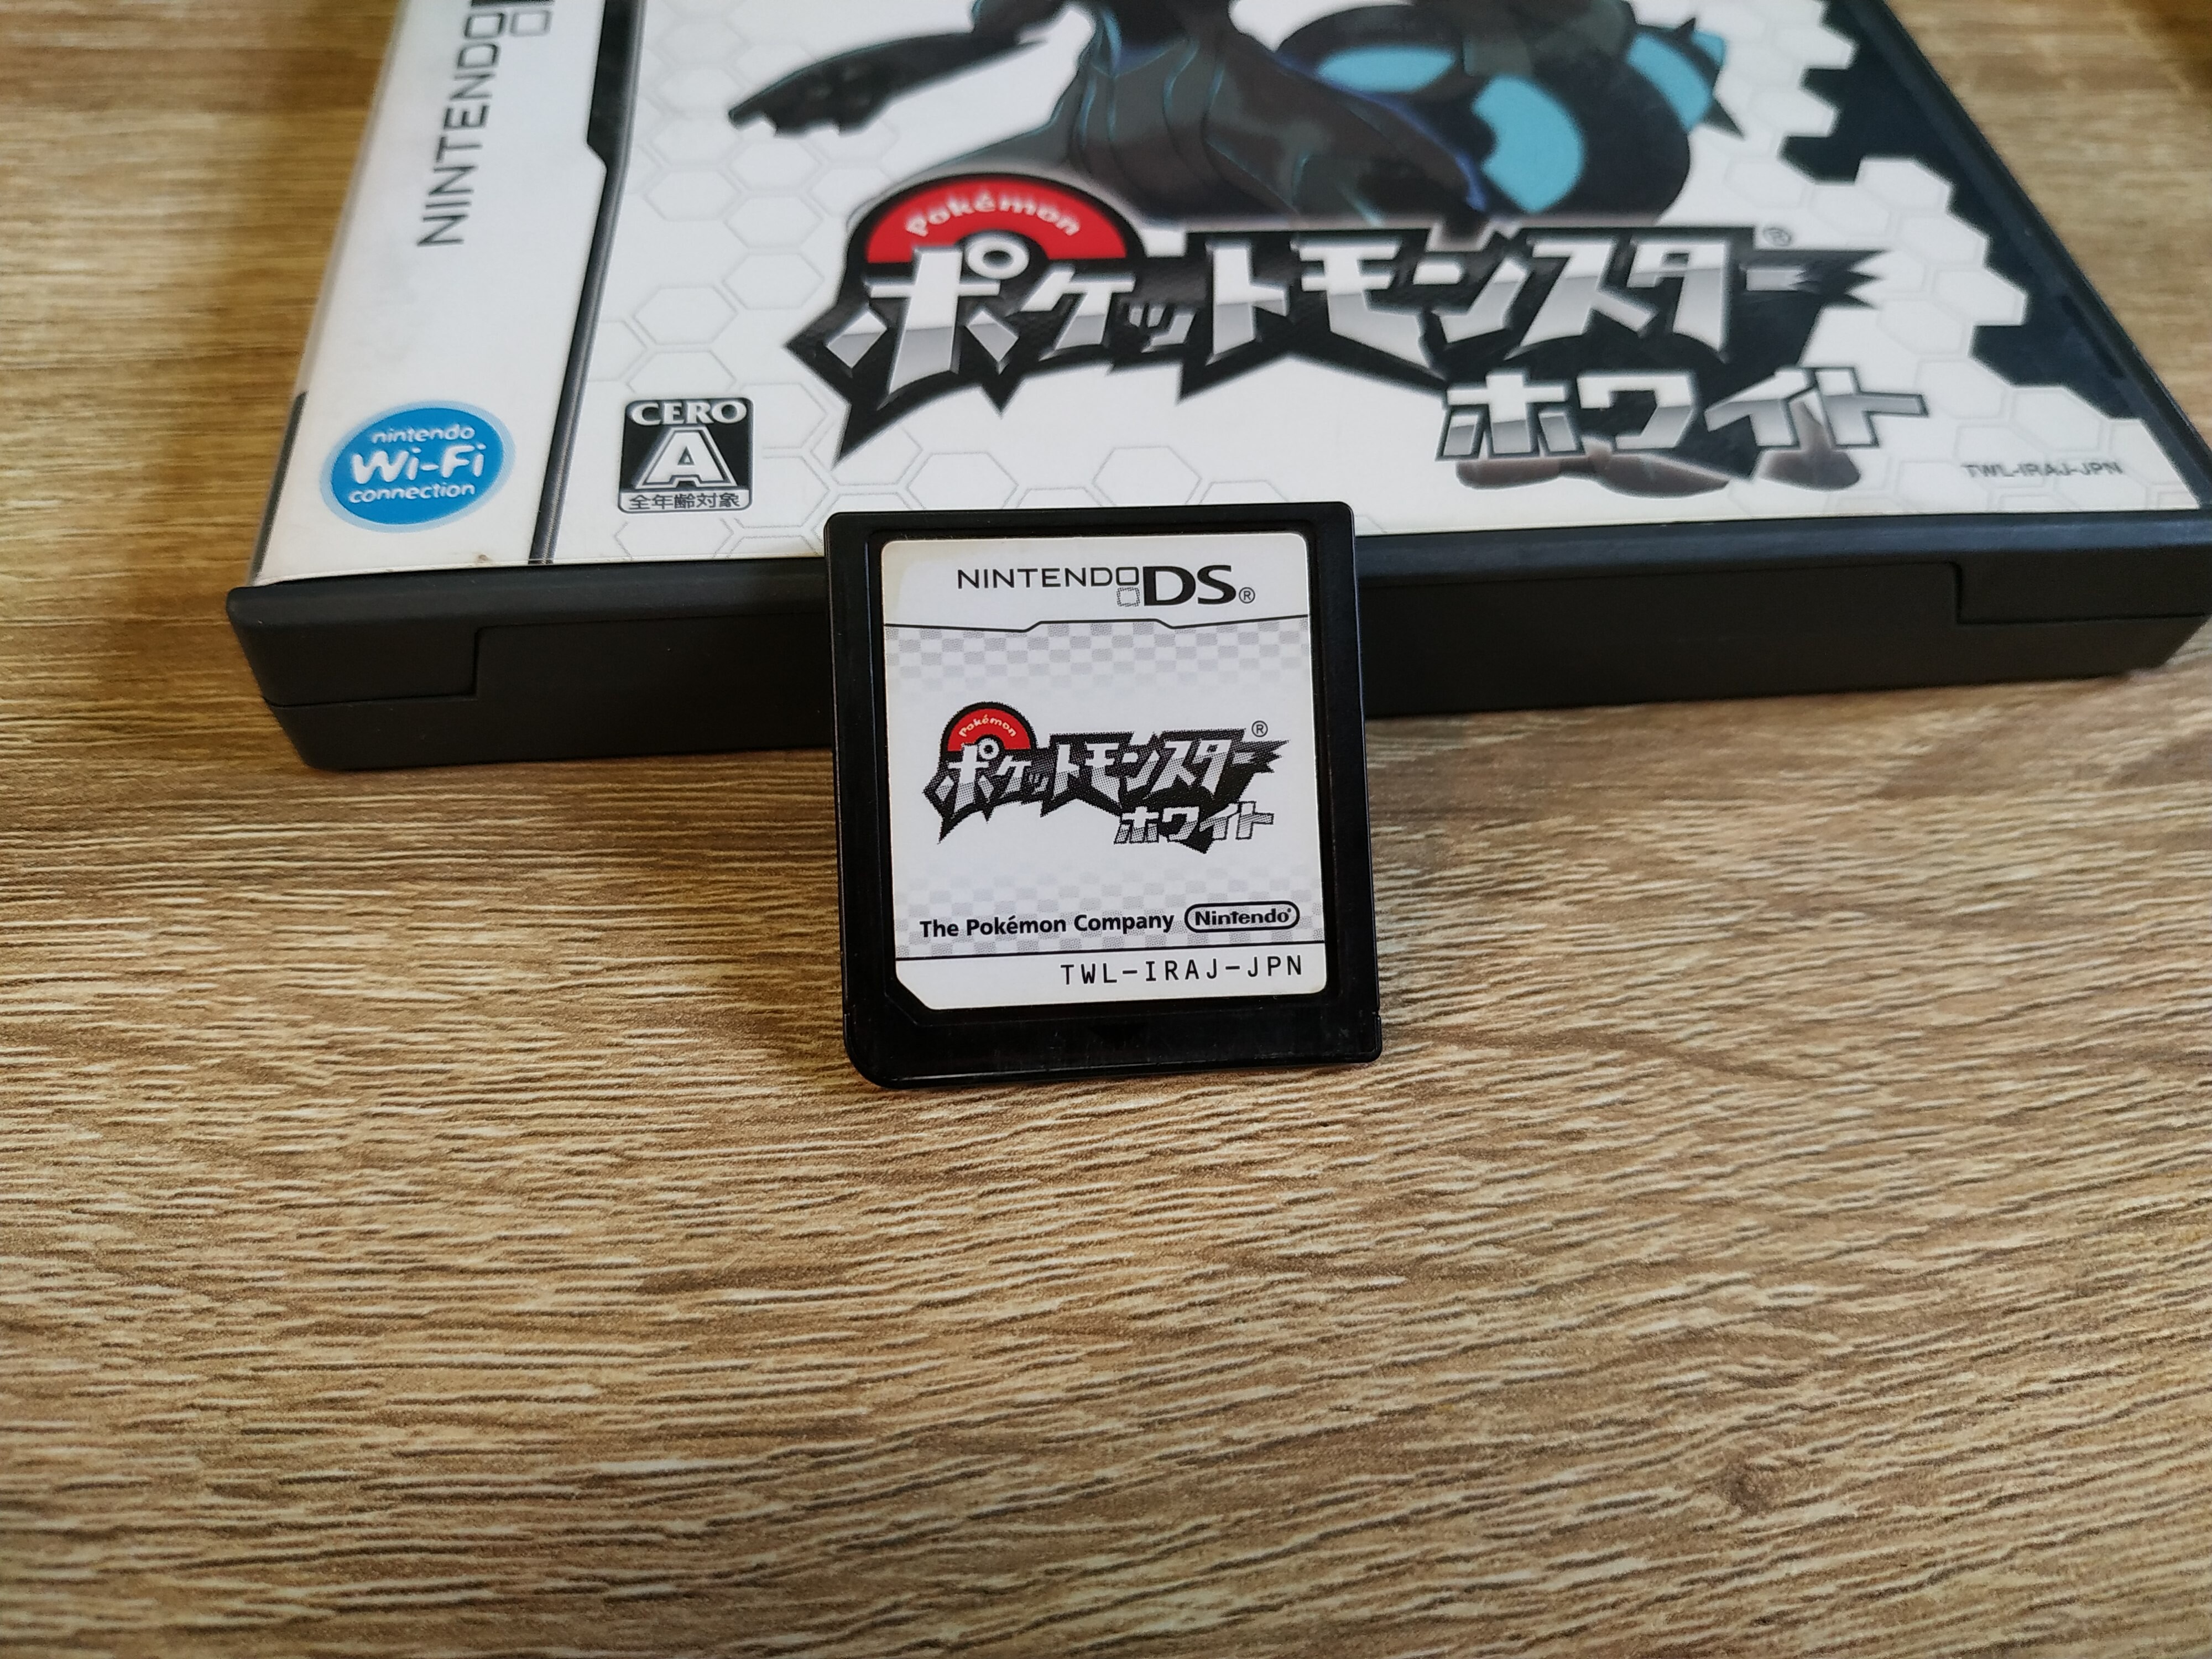 NINTENDO
Pokémon
ポケットモンスター®
ホワイト
TWL-IRAJ-JPN
nintendo
Wi-Fi
connection
CERO
A
全年齢対象
NINTENDO DS®
Pokémon
ポケットモンスター®
ホワイト
The Pokémon Company Nintendo®
TWL-IRAJ-JPN